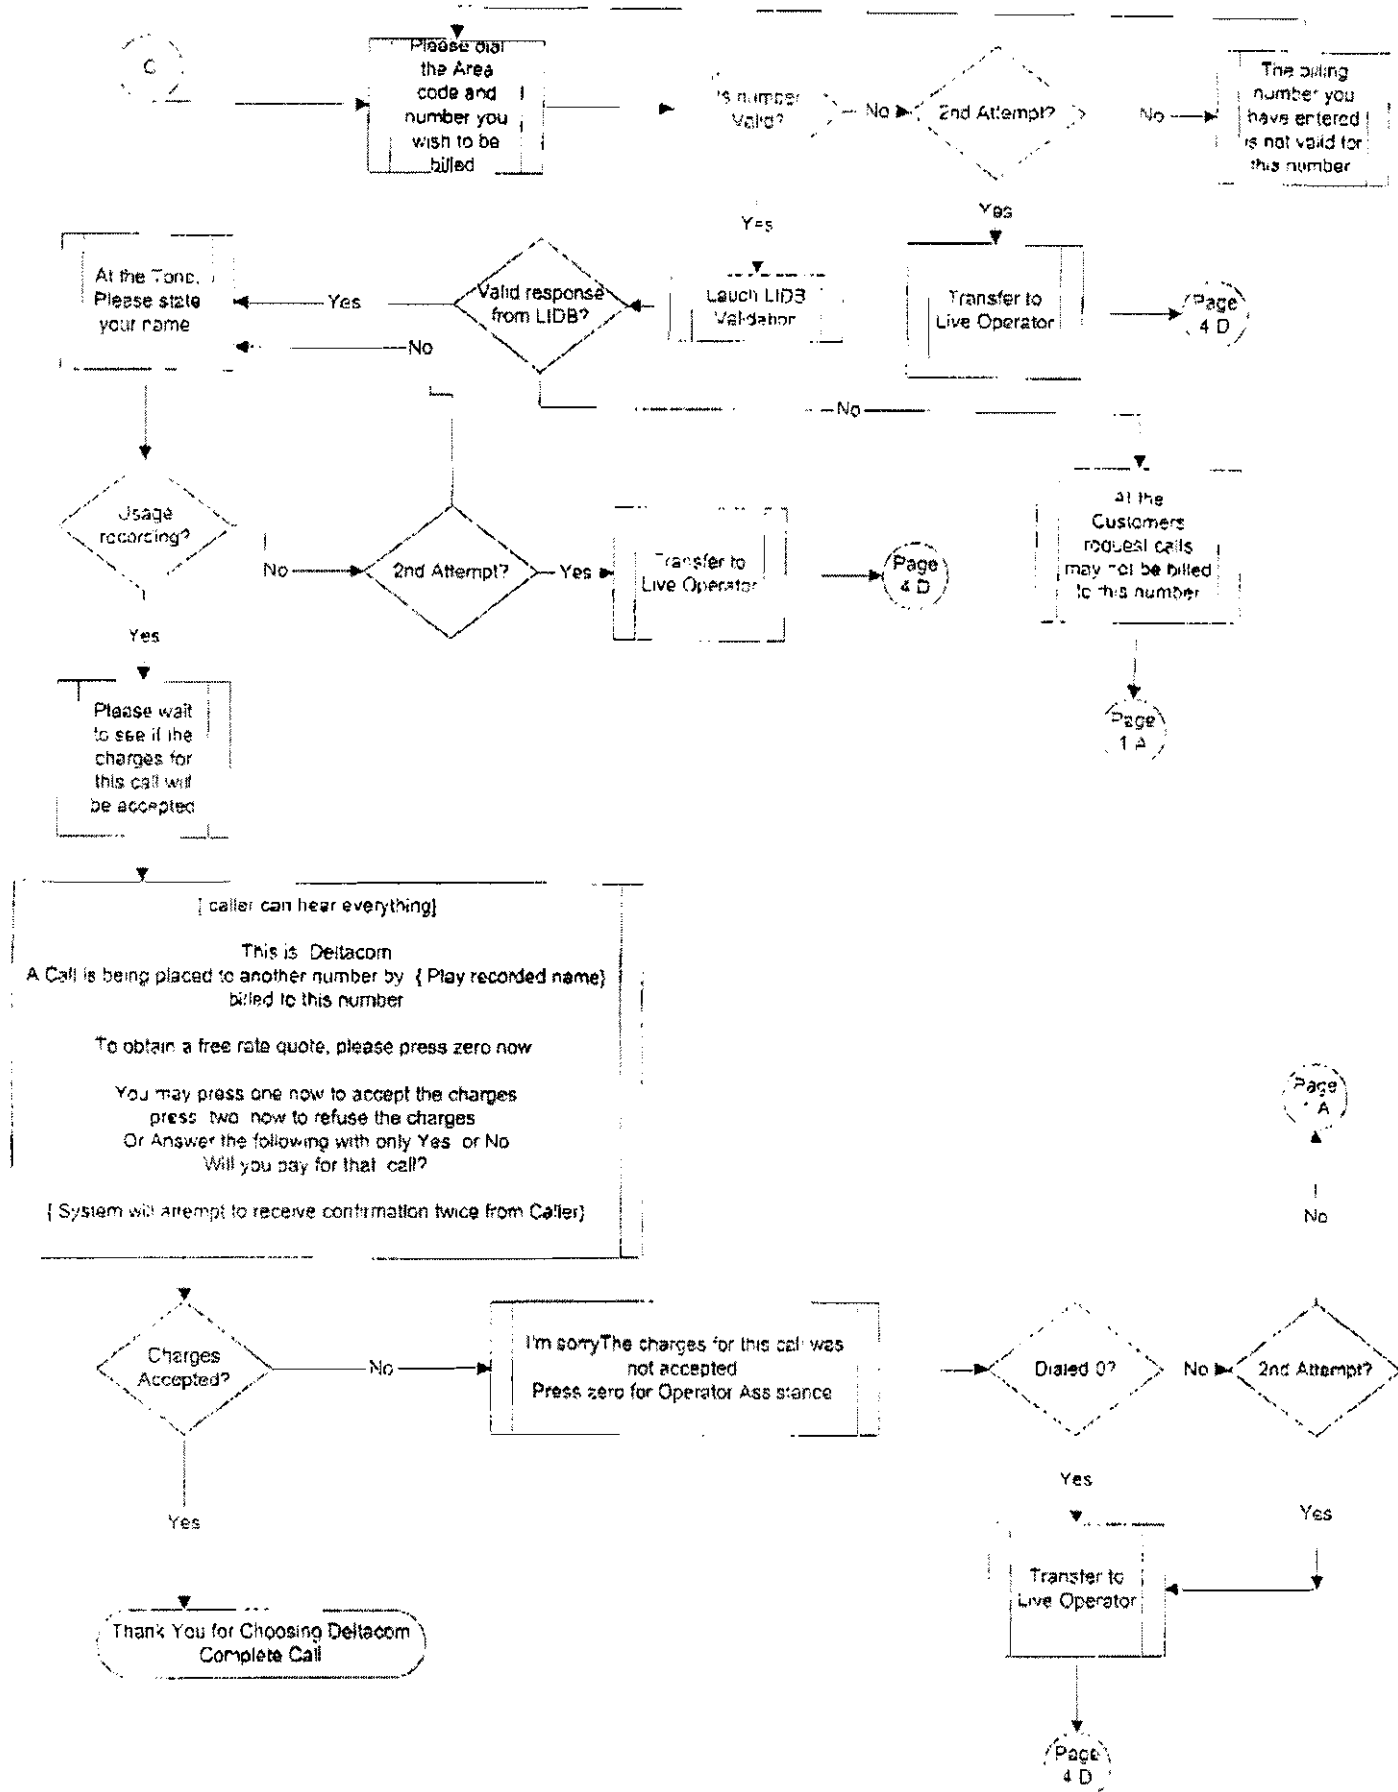 C
Please dial
the Area
code and
number you
wish to be
billed
Is number
Valid?
No
2nd Attempt?
No
The billing
number you
have entered
is not valid for
this number
Yes
Yes
At the Tone,
Please state
your name
Yes
Valid response
from LIDB?
Lauch LIDB
Validation
Transfer to
Live Operator
Page
4 D
No
No
Usage
recording?
No
2nd Attempt?
Yes
Transfer to
Live Operator
Page
4 D
At the
Customers
request calls
may not be billed
to this number
Yes
Page
1 A
Please wait
to see if the
charges for
this call will
be accepted
[ caller can hear everything]
This is Deltacom
A Call is being placed to another number by { Play recorded name}
billed to this number
To obtain a free rate quote, please press zero now
You may press one now to accept the charges
press two now to refuse the charges
Or Answer the following with only Yes or No
Will you pay for that call?
{ System will attempt to receive confirmation twice from Caller}
Page
A
No
Charges
Accepted?
No
I'm sorryThe charges for this call was
not accepted
Press zero for Operator Assistance
Dialed 0?
No
2nd Attempt?
Yes
Yes
Yes
Transfer to
Live Operator
Thank You for Choosing Deltacom
Complete Call
Page
4 D